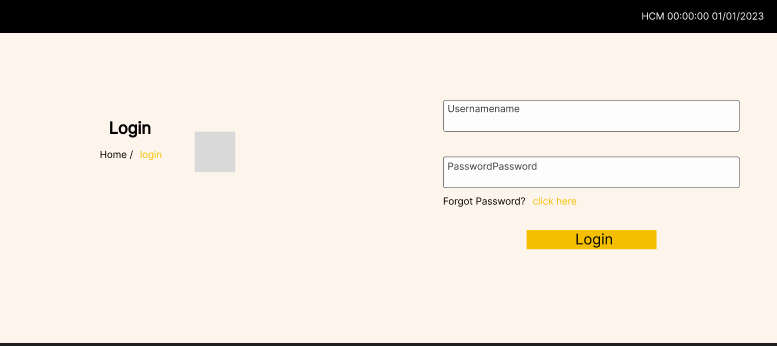 HCM 00:00:00 01/01/2023
Login
Home / login
Usernamename
PasswordPassword
Forgot Password? click here
Login